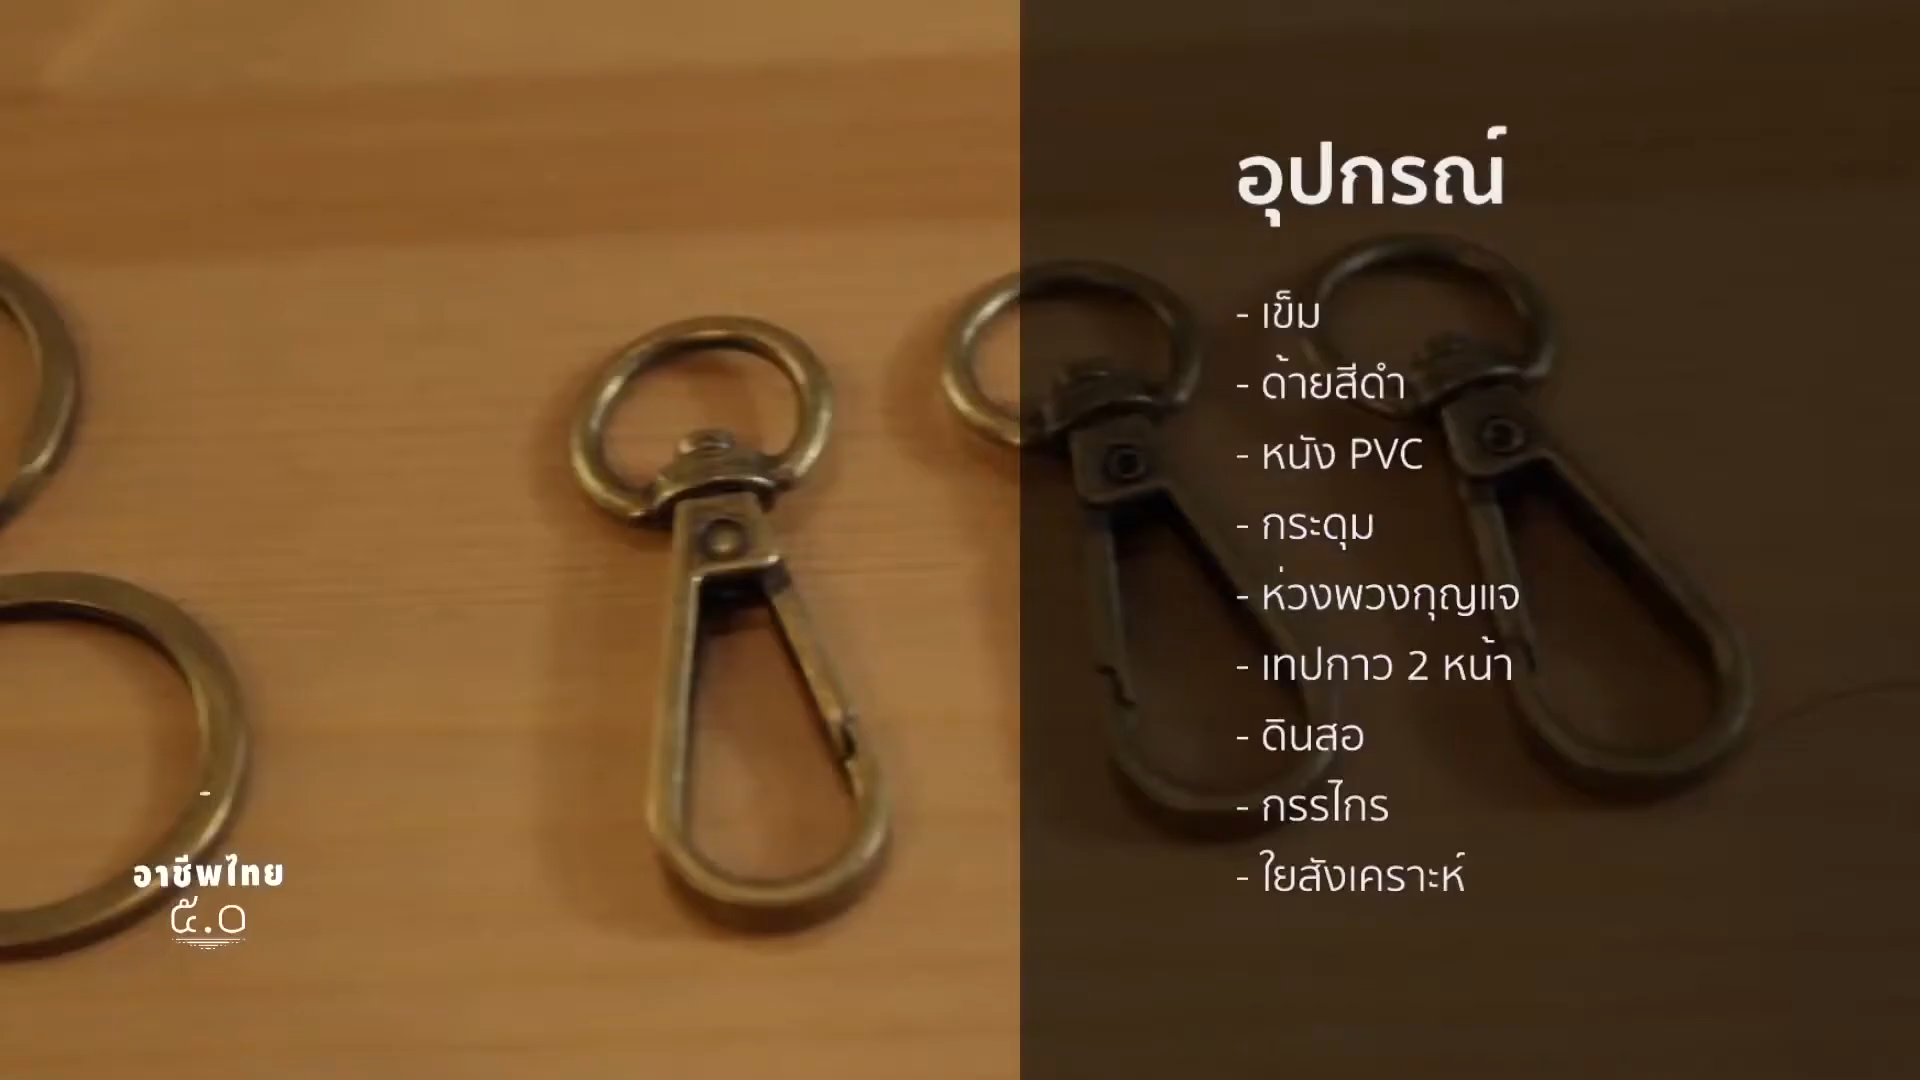 อุปกรณ์
- เข็ม
- ด้ายสีดำ
- หนัง PVC
- กระดุม
- ห่วงพวงกุญแจ
- เทปกาว 2 หน้า
- ดินสอ
- กรรไกร
- ใยสังเคราะห์
อาชีพไทย
๕.๐